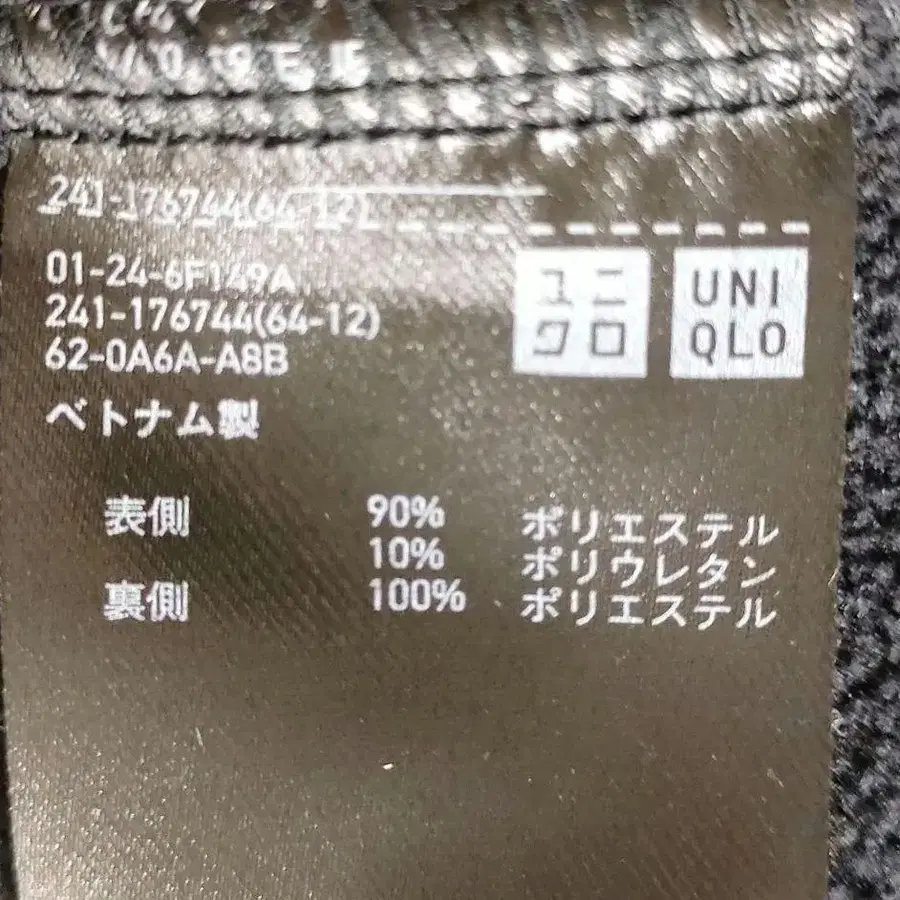 241-176744(64-12)
01-24-6F149A
241-176744(64-12)
62-0A6A-A8B
ユニ
クロ
UNI
QLO
ベトナム製
表側 90% ポリエステル
10% ポリウレタン
裏側 100% ポリエステル